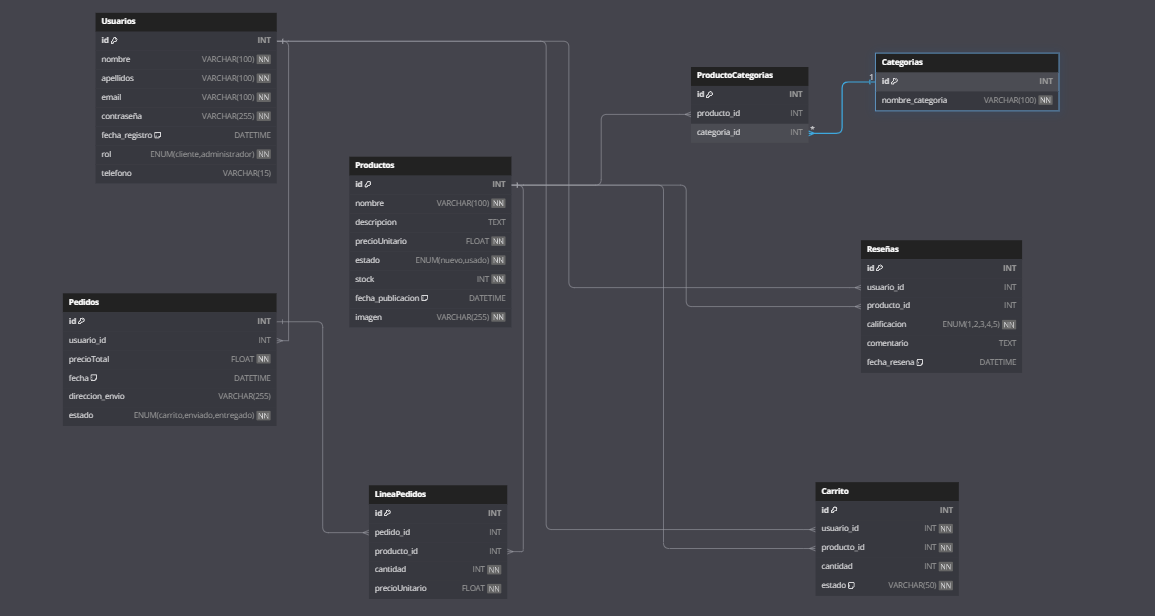 Usuarios
id INT
nombre VARCHAR(100) NN
apellidos VARCHAR(100) NN
email VARCHAR(100) NN
contraseña VARCHAR(255) NN
fecha_registro DATETIME
rol ENUM(cliente,administrador) NN
telefono VARCHAR(15)
ProductoCategorias
id INT
producto_id INT
categoria_id INT
*
1
Categorias
id INT
nombre_categoria VARCHAR(100) NN
Productos
id INT
nombre VARCHAR(100) NN
descripcion TEXT
precioUnitario FLOAT NN
estado ENUM(nuevo,usado) NN
stock INT NN
fecha_publicacion DATETIME
imagen VARCHAR(255) NN
Reseñas
id INT
usuario_id INT
producto_id INT
calificacion ENUM(1,2,3,4,5) NN
comentario TEXT
fecha_resena DATETIME
Pedidos
id INT
usuario_id INT
precioTotal FLOAT NN
fecha DATETIME
direccion_envio VARCHAR(255)
estado ENUM(carrito,enviado,entregado) NN
LineaPedidos
id INT
pedido_id INT
producto_id INT
cantidad INT NN
precioUnitario FLOAT NN
Carrito
id INT
usuario_id INT NN
producto_id INT NN
cantidad INT NN
estado VARCHAR(50) NN